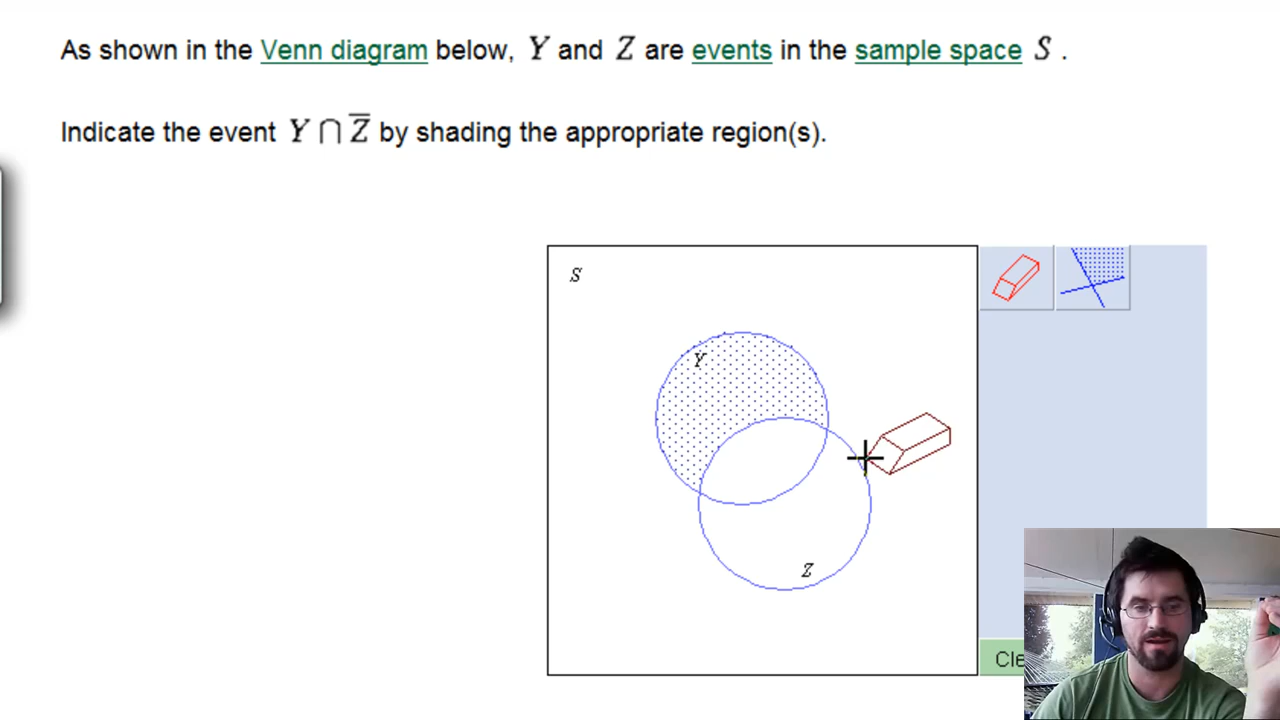 As shown in the Venn diagram below, Y and Z are events in the sample space S .
Indicate the event Y ∩ Z̅ by shading the appropriate region(s).
S
Y
Z
Cle